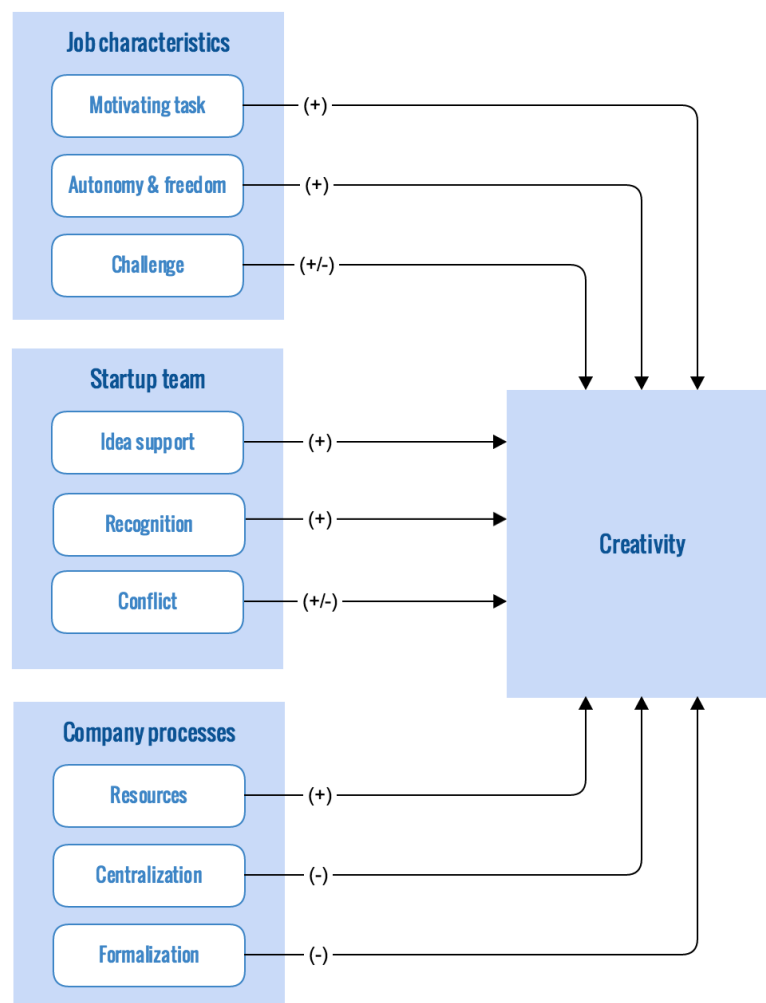 Job characteristics
Motivating task
(+)
Autonomy & freedom
(+)
Challenge
(+/-)
Startup team
Idea support
(+)
Recognition
(+)
Conflict
(+/-)
Creativity
Company processes
Resources
(+)
Centralization
(-)
Formalization
(-)